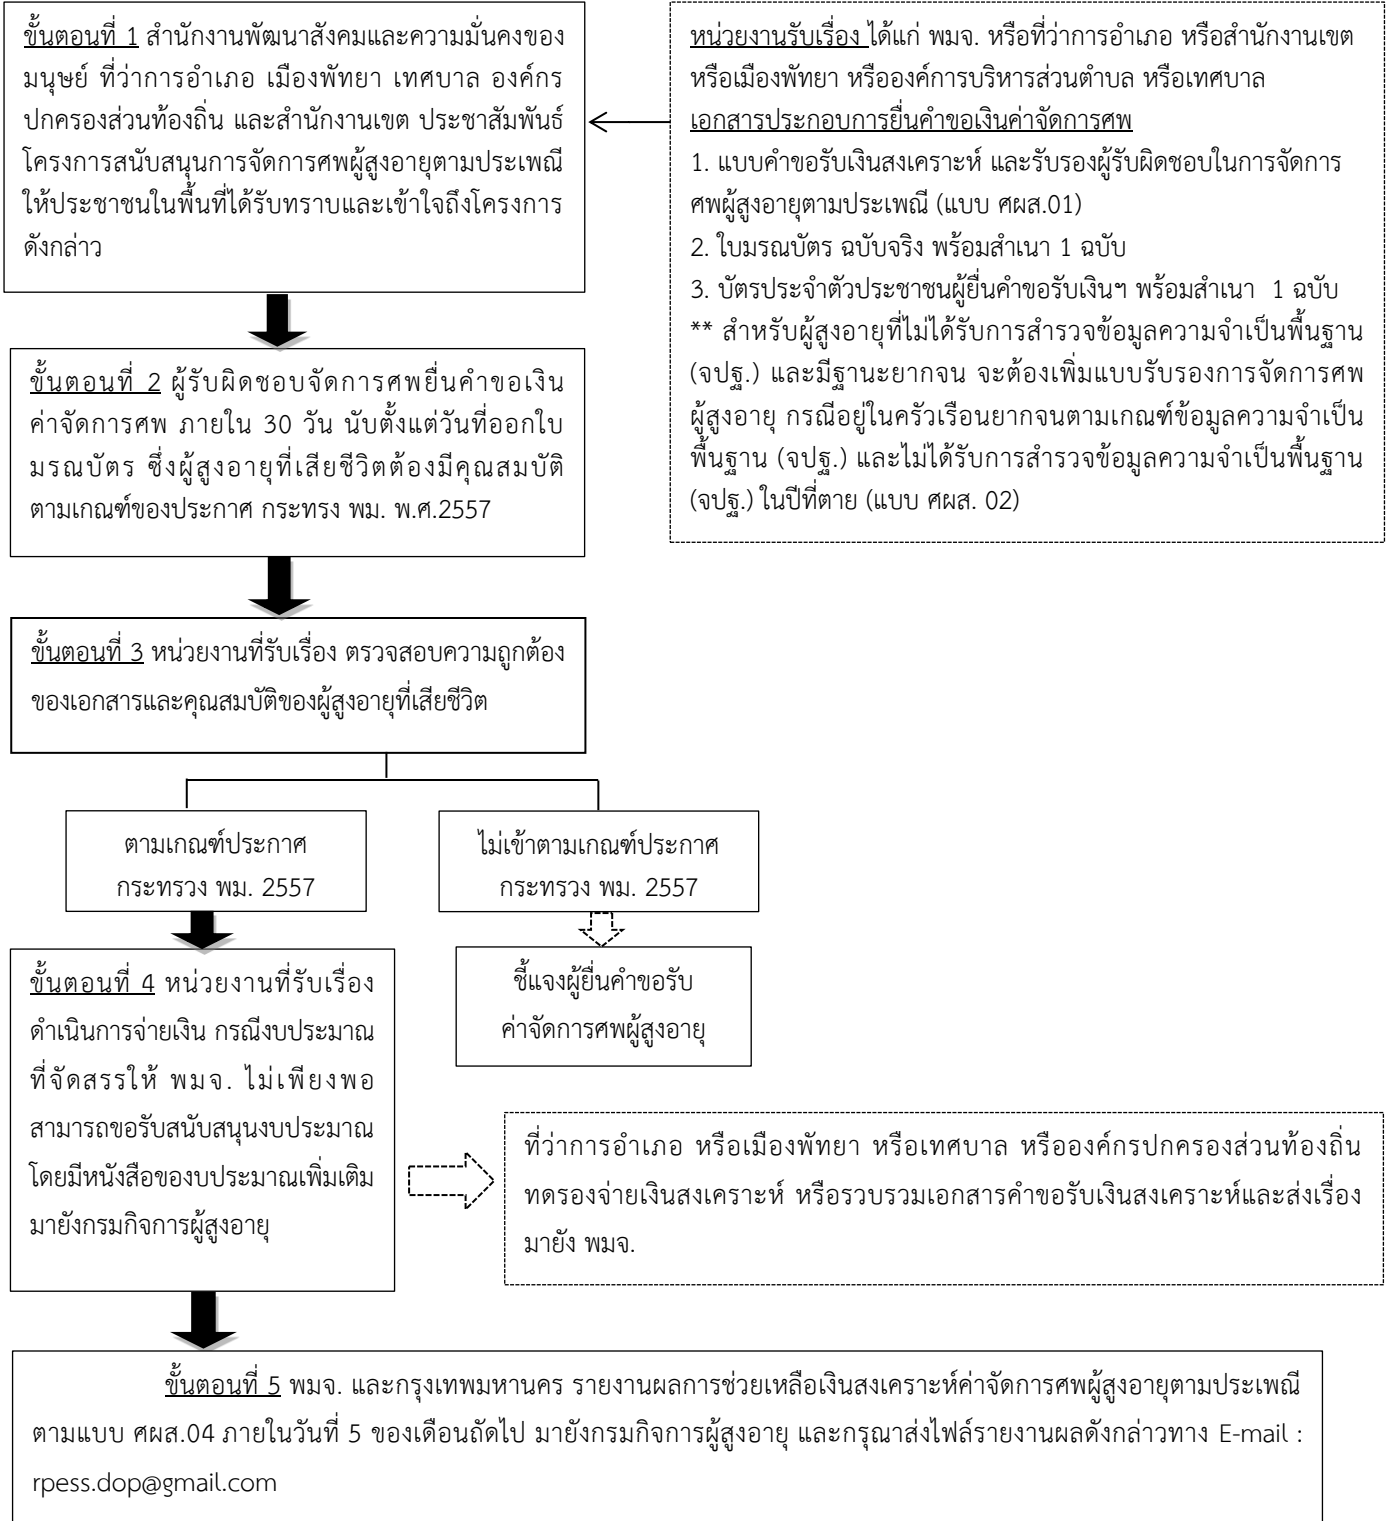 ขั้นตอนที่ 1 สำนักงานพัฒนาสังคมและความมั่นคงของ
มนุษย์ ที่ว่าการอำเภอ เมืองพัทยา เทศบาล องค์กร
ปกครองส่วนท้องถิ่น และสำนักงานเขต ประชาสัมพันธ์
โครงการสนับสนุนการจัดการศพผู้สูงอายุตามประเพณี
ให้ประชาชนในพื้นที่ได้รับทราบและเข้าใจถึงโครงการ
ดังกล่าว
หน่วยงานรับเรื่อง ได้แก่ พมจ. หรือที่ว่าการอำเภอ หรือสำนักงานเขต
หรือเมืองพัทยา หรือองค์การบริหารส่วนตำบล หรือเทศบาล
เอกสารประกอบการยื่นคำขอเงินค่าจัดการศพ
1. แบบคำขอรับเงินสงเคราะห์ และรับรองผู้รับผิดชอบในการจัดการ
ศพผู้สูงอายุตามประเพณี (แบบ ศผส.01)
2. ใบมรณบัตร ฉบับจริง พร้อมสำเนา 1 ฉบับ
3. บัตรประจำตัวประชาชนผู้ยื่นคำขอรับเงินฯ พร้อมสำเนา 1 ฉบับ
** สำหรับผู้สูงอายุที่ไม่ได้รับการสำรวจข้อมูลความจำเป็นพื้นฐาน
(จปฐ.) และมีฐานะยากจน จะต้องเพิ่มแบบรับรองการจัดการศพ
ผู้สูงอายุ กรณีอยู่ในครัวเรือนยากจนตามเกณฑ์ข้อมูลความจำเป็น
พื้นฐาน (จปฐ.) และไม่ได้รับการสำรวจข้อมูลความจำเป็นพื้นฐาน
(จปฐ.) ในปีที่ตาย (แบบ ศผส. 02)
ขั้นตอนที่ 2 ผู้รับผิดชอบจัดการศพยื่นคำขอเงิน
ค่าจัดการศพ ภายใน 30 วัน นับตั้งแต่วันที่ออกใบ
มรณบัตร ซึ่งผู้สูงอายุที่เสียชีวิตต้องมีคุณสมบัติ
ตามเกณฑ์ของประกาศ กระทรง พม. พ.ศ.2557
ขั้นตอนที่ 3 หน่วยงานที่รับเรื่อง ตรวจสอบความถูกต้อง
ของเอกสารและคุณสมบัติของผู้สูงอายุที่เสียชีวิต
ตามเกณฑ์ประกาศ
กระทรวง พม. 2557
ไม่เข้าตามเกณฑ์ประกาศ
กระทรวง พม. 2557
ขั้นตอนที่ 4 หน่วยงานที่รับเรื่อง
ดำเนินการจ่ายเงิน กรณีงบประมาณ
ที่จัดสรรให้ พมจ. ไม่เพียงพอ
สามารถขอรับสนับสนุนงบประมาณ
โดยมีหนังสือของบประมาณเพิ่มเติม
มายังกรมกิจการผู้สูงอายุ
ชี้แจงผู้ยื่นคำขอรับ
ค่าจัดการศพผู้สูงอายุ
ที่ว่าการอำเภอ หรือเมืองพัทยา หรือเทศบาล หรือองค์กรปกครองส่วนท้องถิ่น
ทดรองจ่ายเงินสงเคราะห์ หรือรวบรวมเอกสารคำขอรับเงินสงเคราะห์และส่งเรื่อง
มายัง พมจ.
ขั้นตอนที่ 5 พมจ. และกรุงเทพมหานคร รายงานผลการช่วยเหลือเงินสงเคราะห์ค่าจัดการศพผู้สูงอายุตามประเพณี
ตามแบบ ศผส.04 ภายในวันที่ 5 ของเดือนถัดไป มายังกรมกิจการผู้สูงอายุ และกรุณาส่งไฟล์รายงานผลดังกล่าวทาง E-mail :
rpess.dop@gmail.com